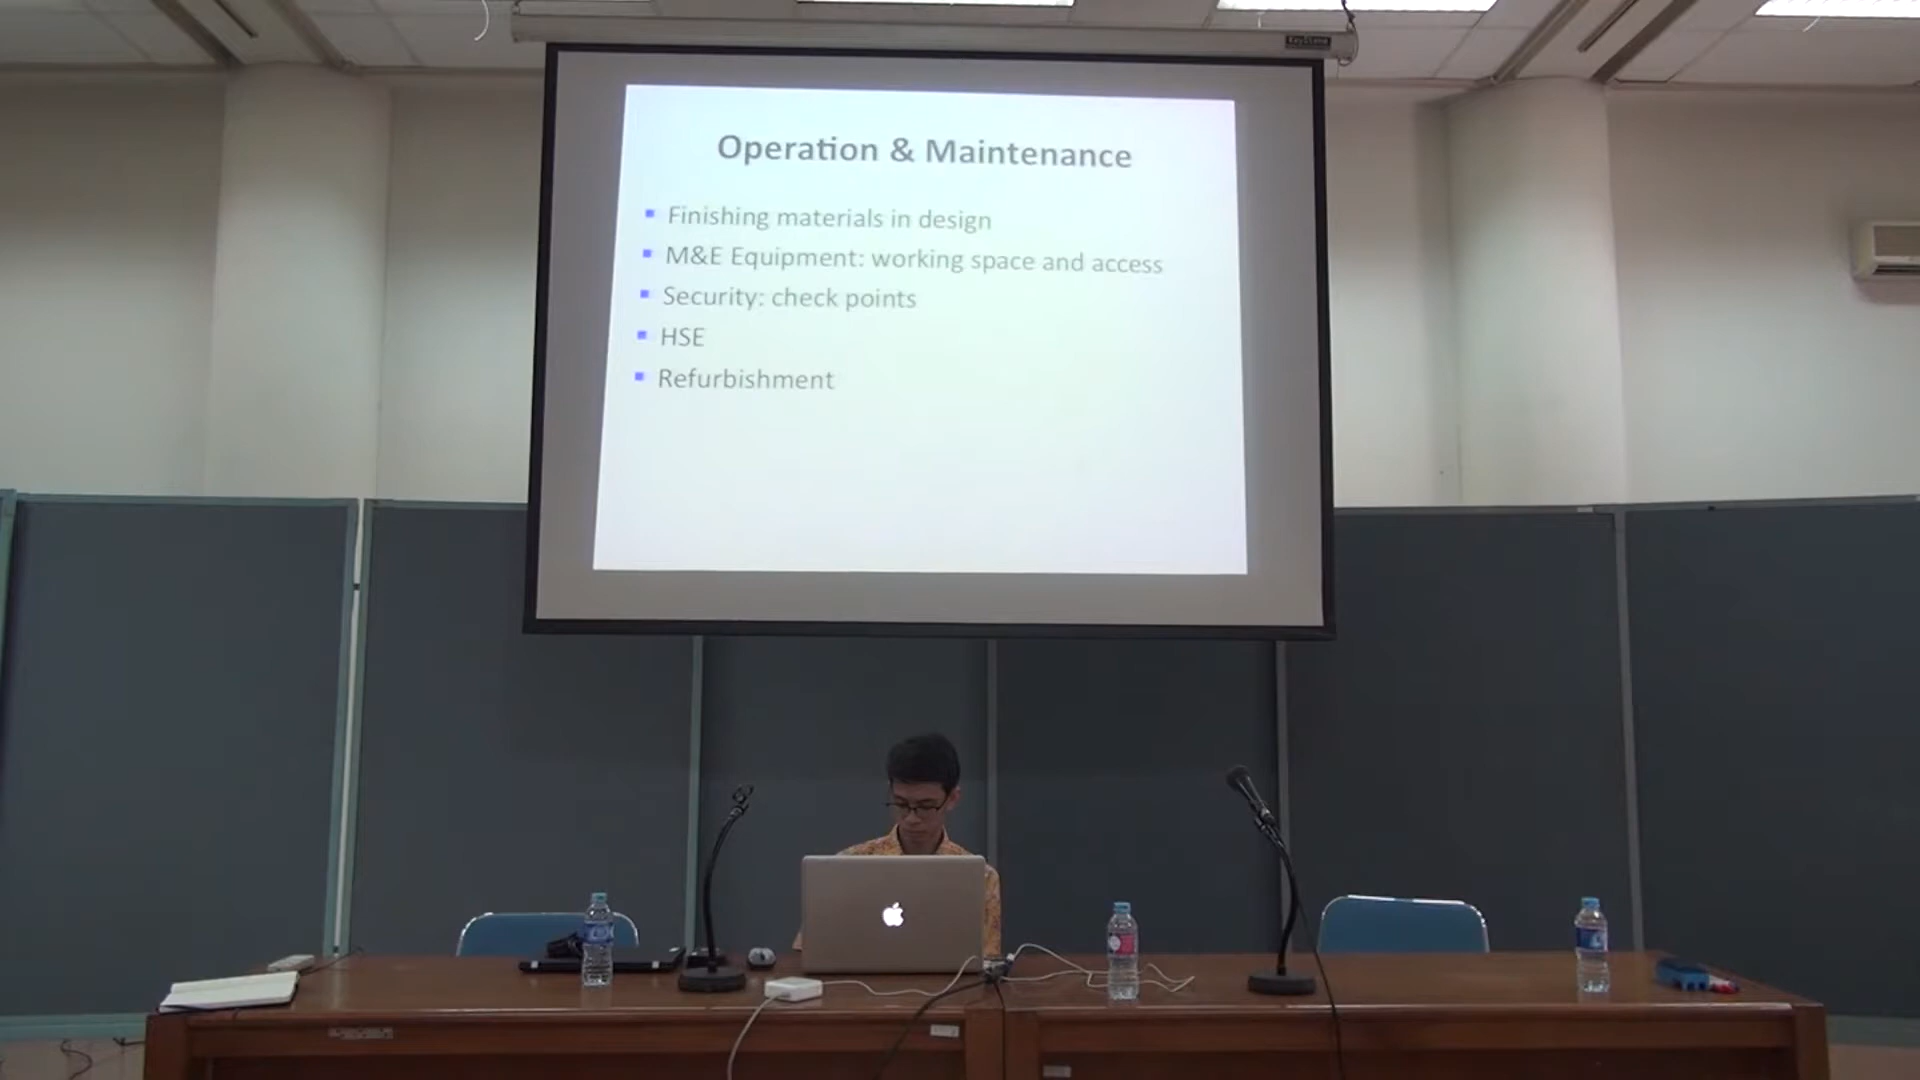 Operation & Maintenance
Finishing materials in design
M&E Equipment: working space and access
Security: check points
HSE
Refurbishment